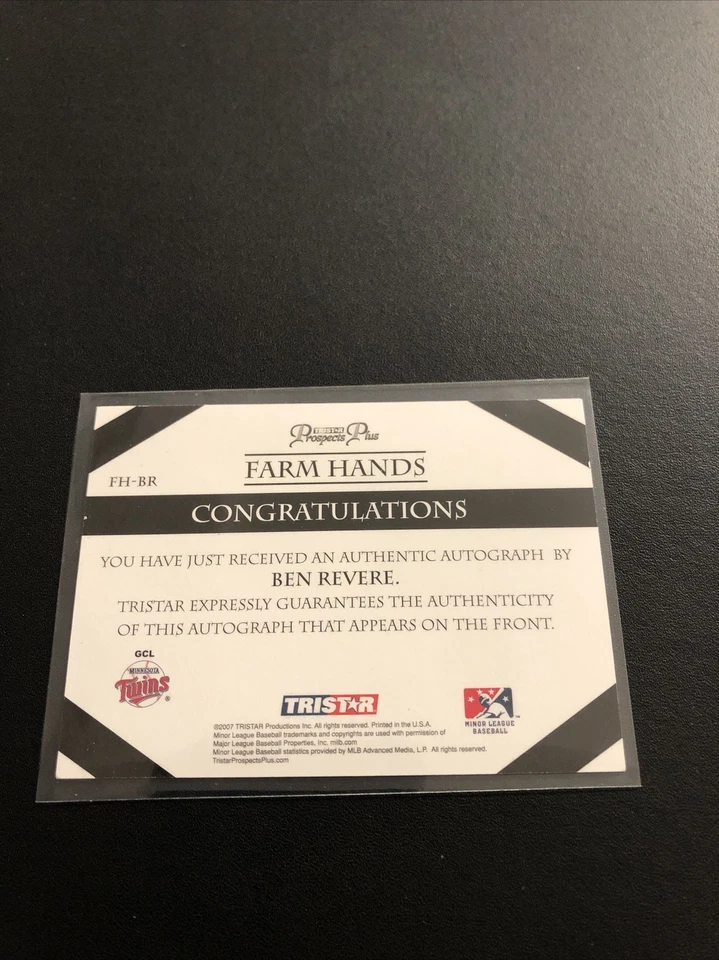 TRISTAR
Prospects Plus
FARM HANDS
FH-BR
CONGRATULATIONS
YOU HAVE JUST RECEIVED AN AUTHENTIC AUTOGRAPH BY
BEN REVERE.
TRISTAR EXPRESSLY GUARANTEES THE AUTHENTICITY
OF THIS AUTOGRAPH THAT APPEARS ON THE FRONT.
GCL
MINNESOTA
Twins
®
TRISTAR
MINOR LEAGUE™
BASEBALL
©2007 TRISTAR Productions Inc. All rights reserved. Printed in the U.S.A.
Minor League Baseball trademarks and copyrights are used with permission of
Major League Baseball Properties, Inc. mlb.com
Minor League Baseball statistics provided by MLB Advanced Media, L.P. All rights reserved.
TristarProspectsPlus.com